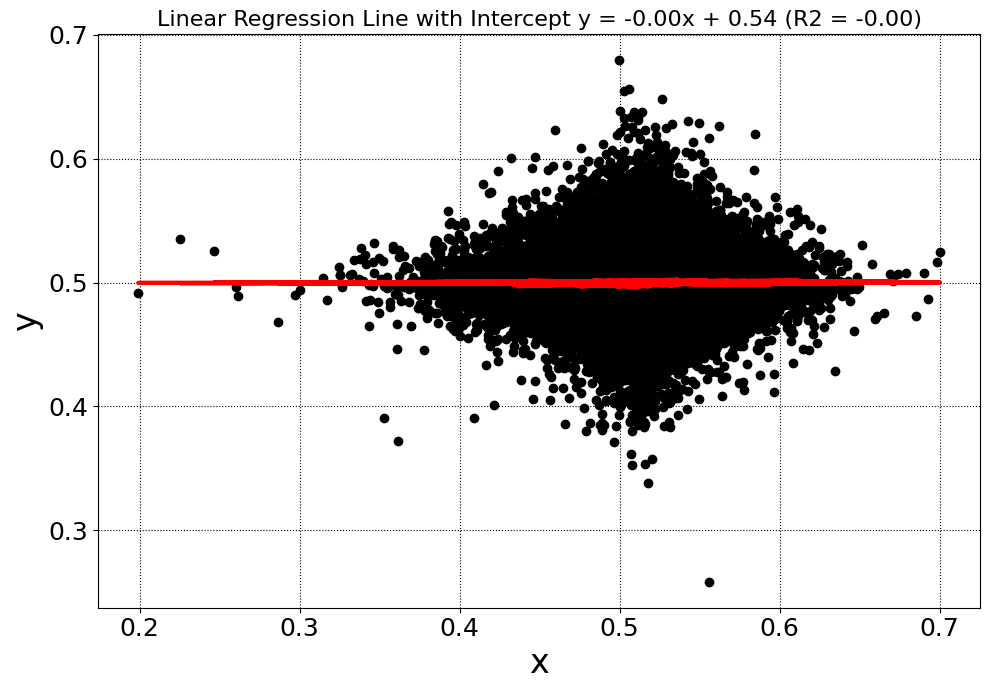 Linear Regression Line with Intercept y = -0.00x + 0.54 (R2 = -0.00)
0.7
0.6
0.5
0.4
0.3
y
0.2 0.3 0.4 0.5 0.6 0.7
x